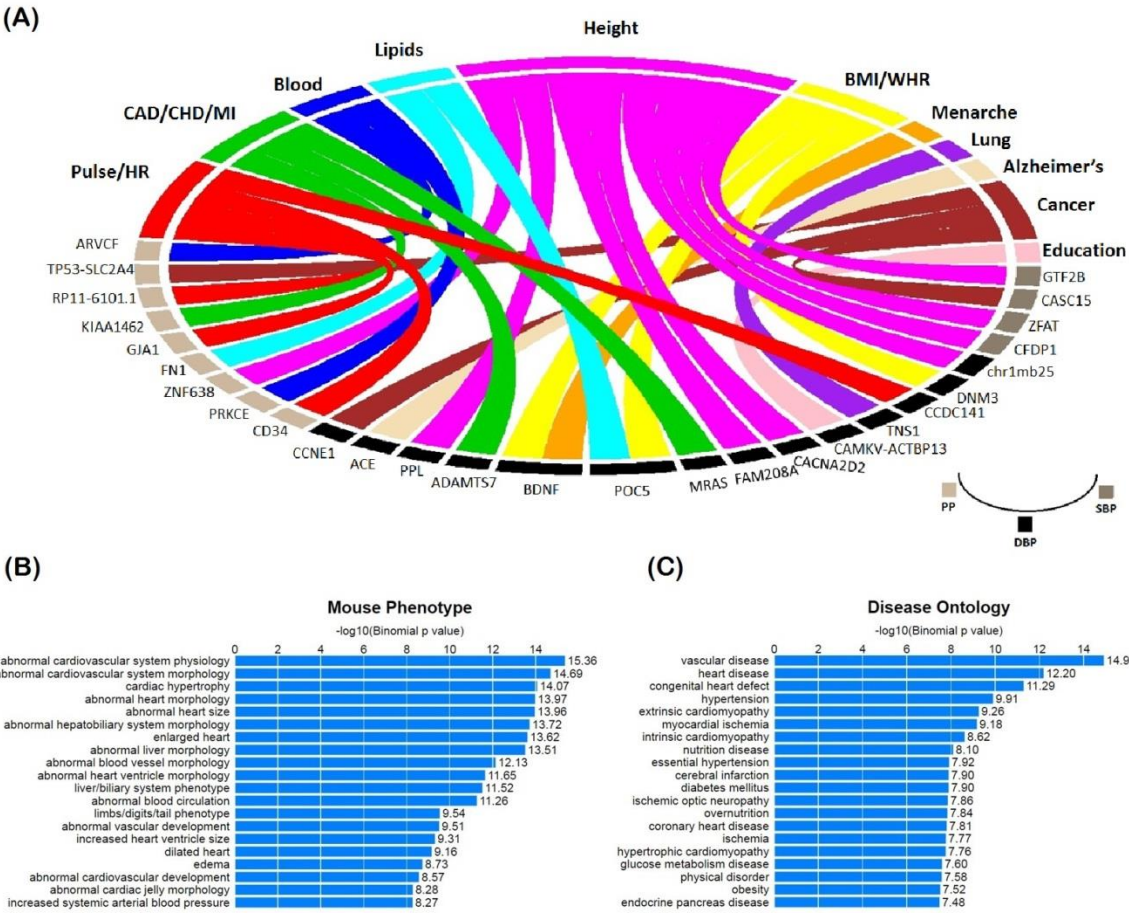 (A)
Height
Lipids
Blood
BMI/WHR
CAD/CHD/MI
Menarche
Lung
Pulse/HR
Alzheimer's
Cancer
Education
ARVCF
TP53-SLC2A4
RP11-6101.1
KIAA1462
GJA1
FN1
ZNF638
PRKCE
CD34
CCNE1
ACE
PPL
ADAMTS7
BDNF
POC5
MRAS
FAM208A
CACNA2D2
CAMKV-ACTBP13
TNS1
CCDC141
DNM3
chr1mb25
CFDP1
ZFAT
CASC15
GTF2B
PP
DBP
SBP
(B)
Mouse Phenotype
-log10(Binomial p value)
0 2 4 6 8 10 12 14
abnormal cardiovascular system physiology 15.36
abnormal cardiovascular system morphology 14.69
cardiac hypertrophy 14.07
abnormal heart morphology 13.97
abnormal heart size 13.96
abnormal hepatobiliary system morphology 13.72
enlarged heart 13.62
abnormal liver morphology 13.51
abnormal blood vessel morphology 12.13
abnormal heart ventricle morphology 11.65
liver/biliary system phenotype 11.52
abnormal blood circulation 11.26
limbs/digits/tail phenotype 9.54
abnormal vascular development 9.51
increased heart ventricle size 9.31
dilated heart 9.16
edema 8.73
abnormal cardiovascular development 8.57
abnormal cardiac jelly morphology 8.28
increased systemic arterial blood pressure 8.27
(C)
Disease Ontology
-log10(Binomial p value)
0 2 4 6 8 10 12 14
vascular disease 14.9
heart disease 12.20
congenital heart defect 11.29
hypertension 9.91
extrinsic cardiomyopathy 9.26
myocardial ischemia 9.18
intrinsic cardiomyopathy 8.62
nutrition disease 8.10
essential hypertension 7.92
cerebral infarction 7.90
diabetes mellitus 7.90
ischemic optic neuropathy 7.86
overnutrition 7.84
coronary heart disease 7.81
ischemia 7.77
hypertrophic cardiomyopathy 7.76
glucose metabolism disease 7.60
physical disorder 7.58
obesity 7.52
endocrine pancreas disease 7.48